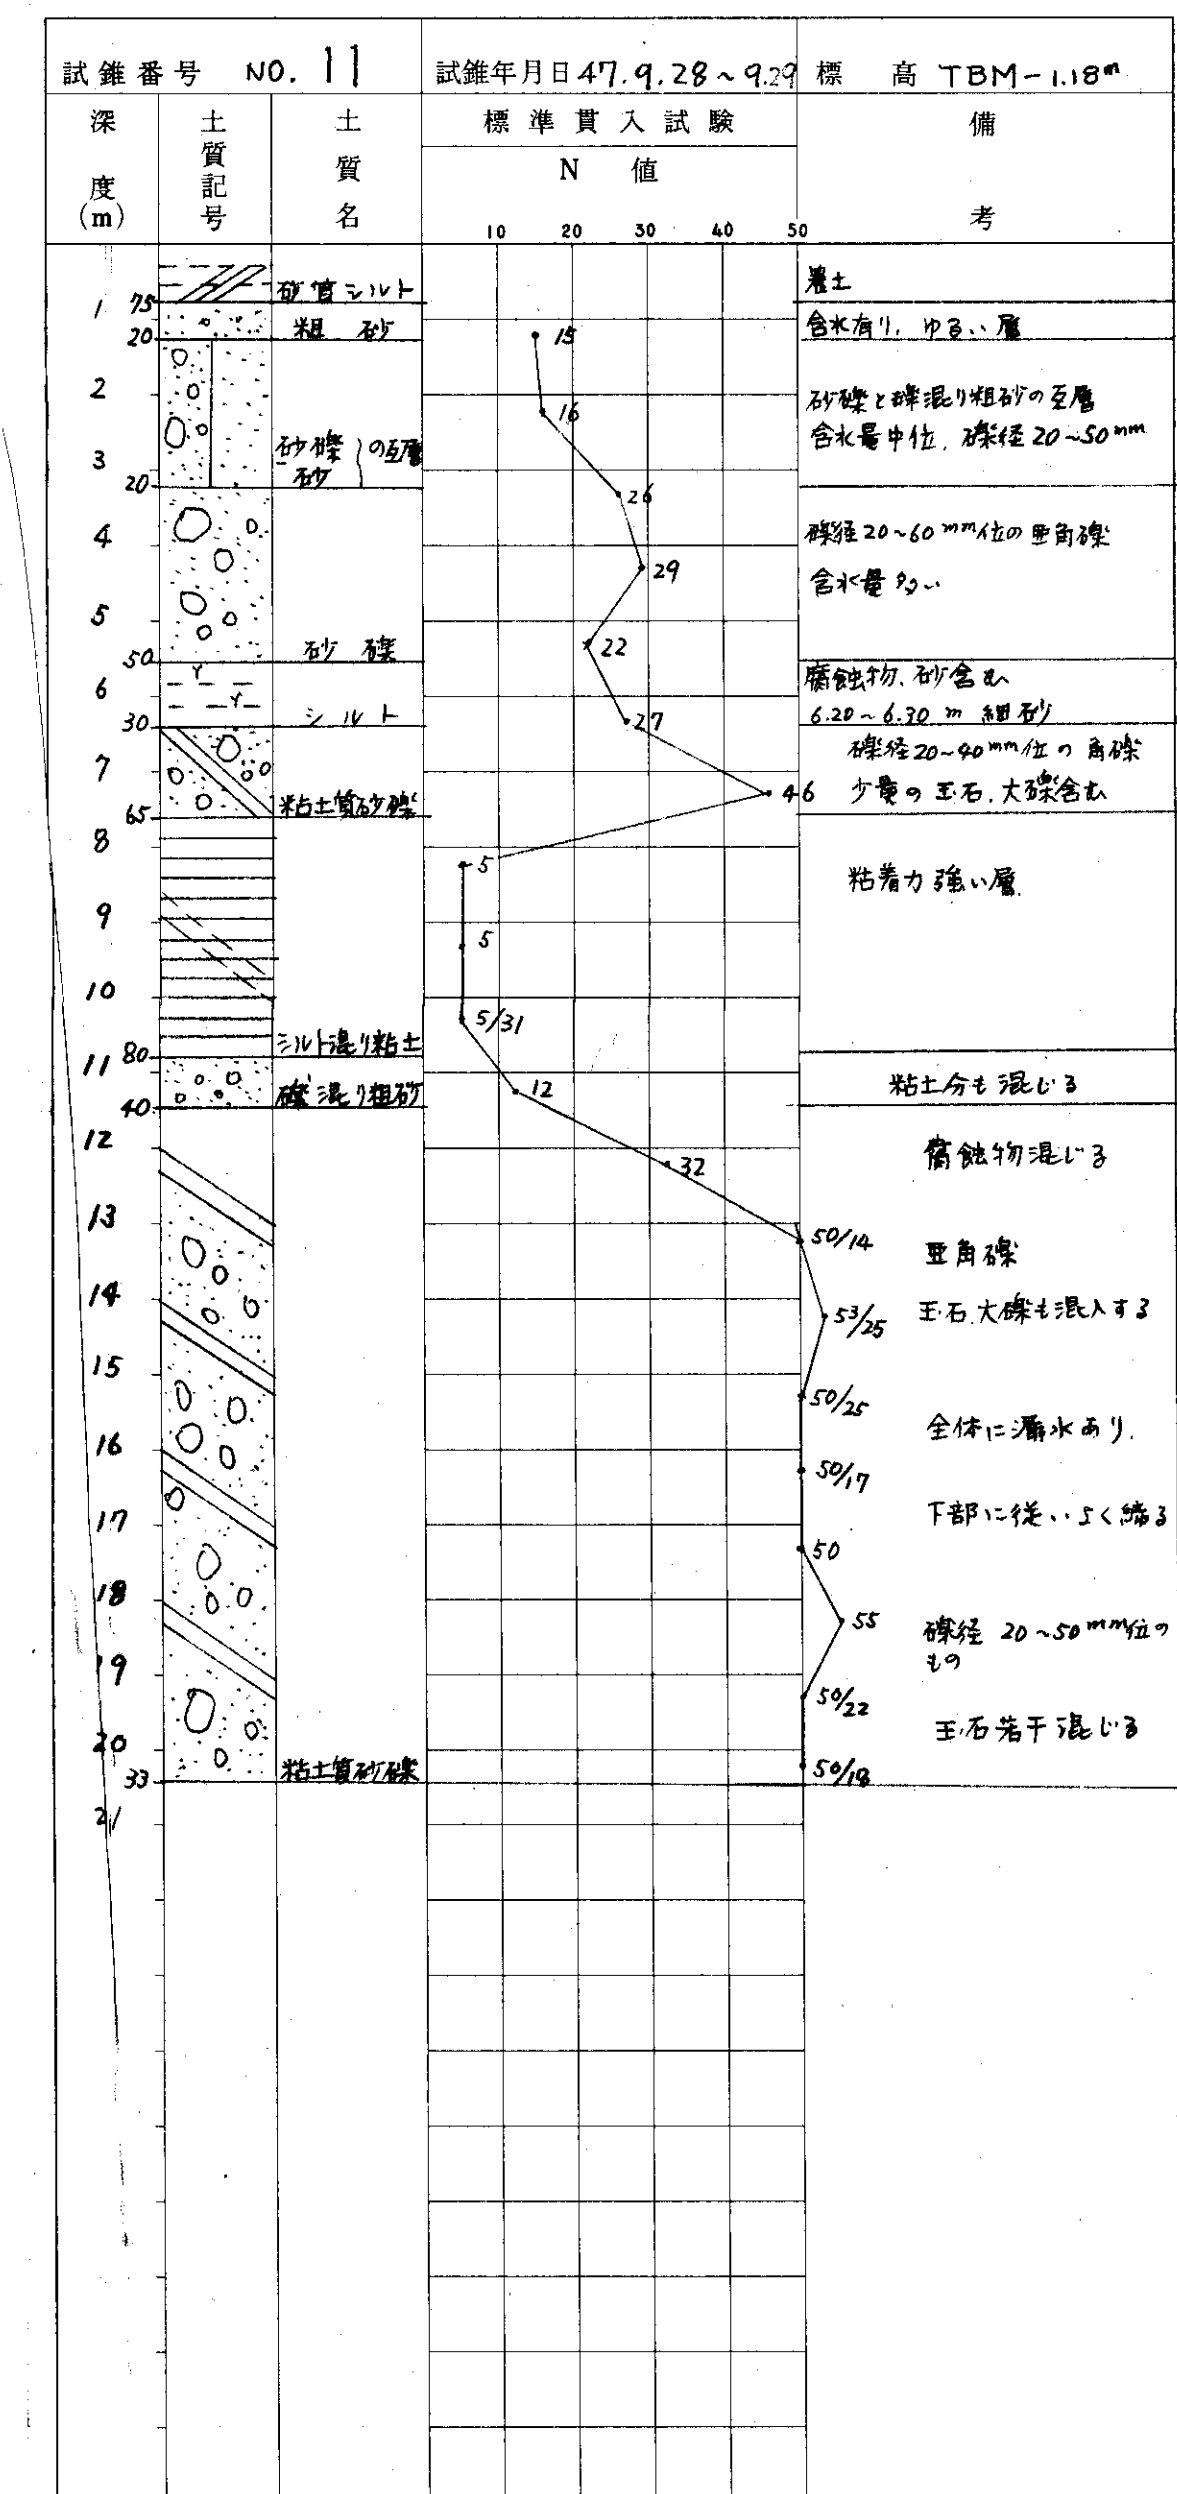 試錐番号 NO. 11 試錐年月日 47.9.28～9.29 標高 TBM-1.18m
深度(m) 土質記号 土質名 標準貫入試験 備考
N 値
10 20 30 40 50
砂質シルト 農土
1 75
粗砂 含水有り、ゆるい層
20 15
2 砂礫と礫混り粗砂の互層
16
含水量中位、礫径20～50mm
3 砂礫 砂 の互層
20 26
4 礫径20～60mm位の亜角礫
29
含水量多い
5
砂礫 22
50
腐蝕物、砂含む
6
シルト 6.20～6.30m 細砂
30 27
礫径20～40mm位の角礫
7
46 少量の玉石、大礫含む
粘土質砂礫
65
8
5 粘着力強い層
9
5
10
5/31
シルト混り粘土
11 80
礫混り粗砂 12 粘土分も混じる
40
12 腐蝕物混じる
32
13
50/14 亜角礫
14 玉石、大礫も混入する
53/25
15
50/25
全体に漏水あり。
16
50/17
17 下部に従いよく締る
50
18
55 礫径 20～50mm位の
もの
19
50/22
玉石若干混じる
20
粘土質砂礫 50/18
33
21